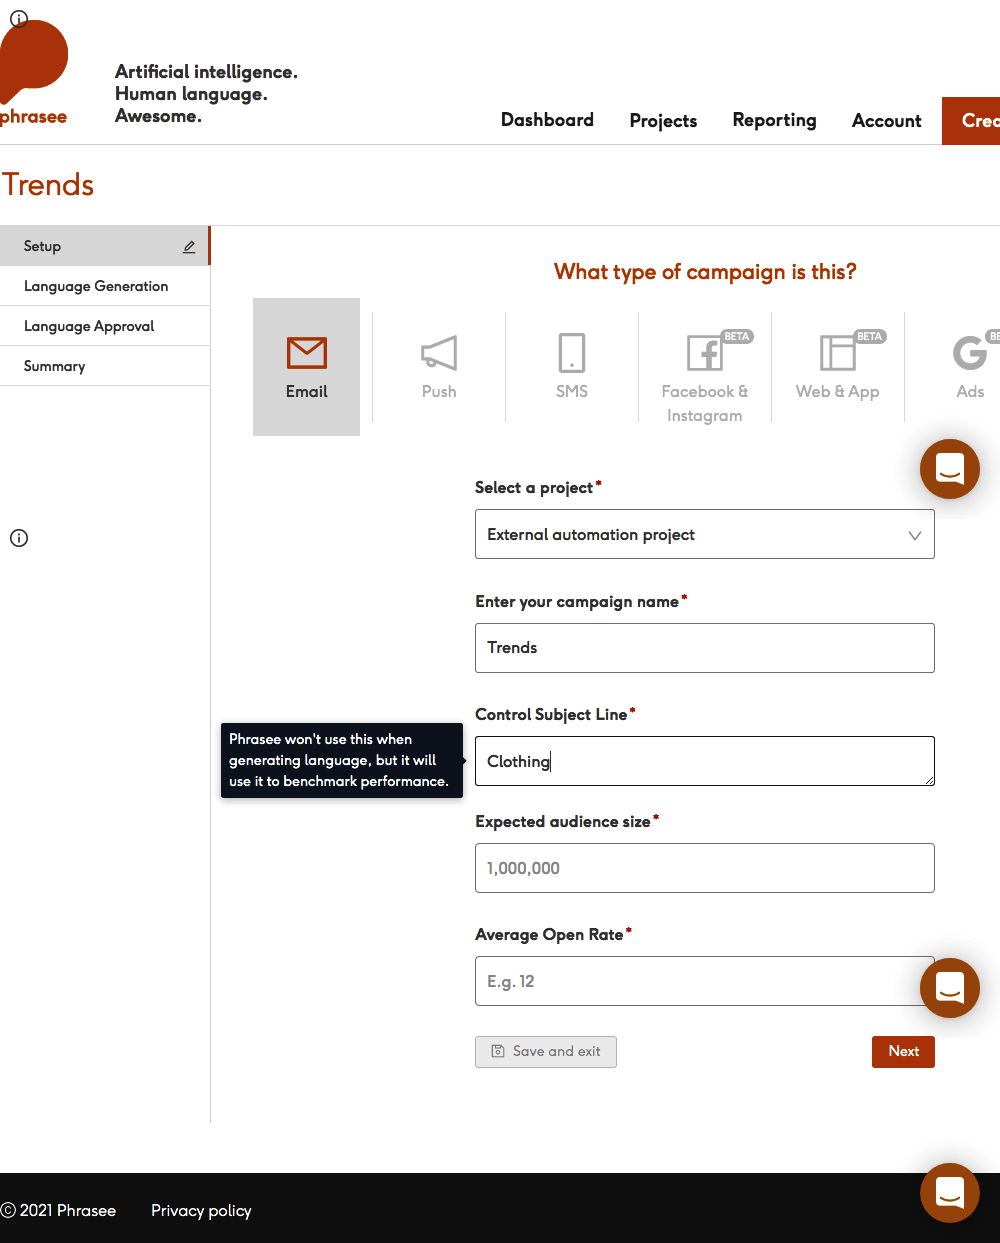 phrasee
Artificial intelligence.
Human language.
Awesome.
Dashboard
Projects
Reporting
Account
Trends
Setup
Language Generation
Language Approval
Summary
What type of campaign is this?
Email
Push
SMS
BETA
Facebook &
Instagram
BETA
Web & App
Ads
Select a project*
External automation project
Enter your campaign name*
Trends
Control Subject Line*
Phrasee won't use this when
generating language, but it will
use it to benchmark performance.
Clothing
Expected audience size*
1,000,000
Average Open Rate*
E.g. 12
Save and exit
Next
© 2021 Phrasee
Privacy policy